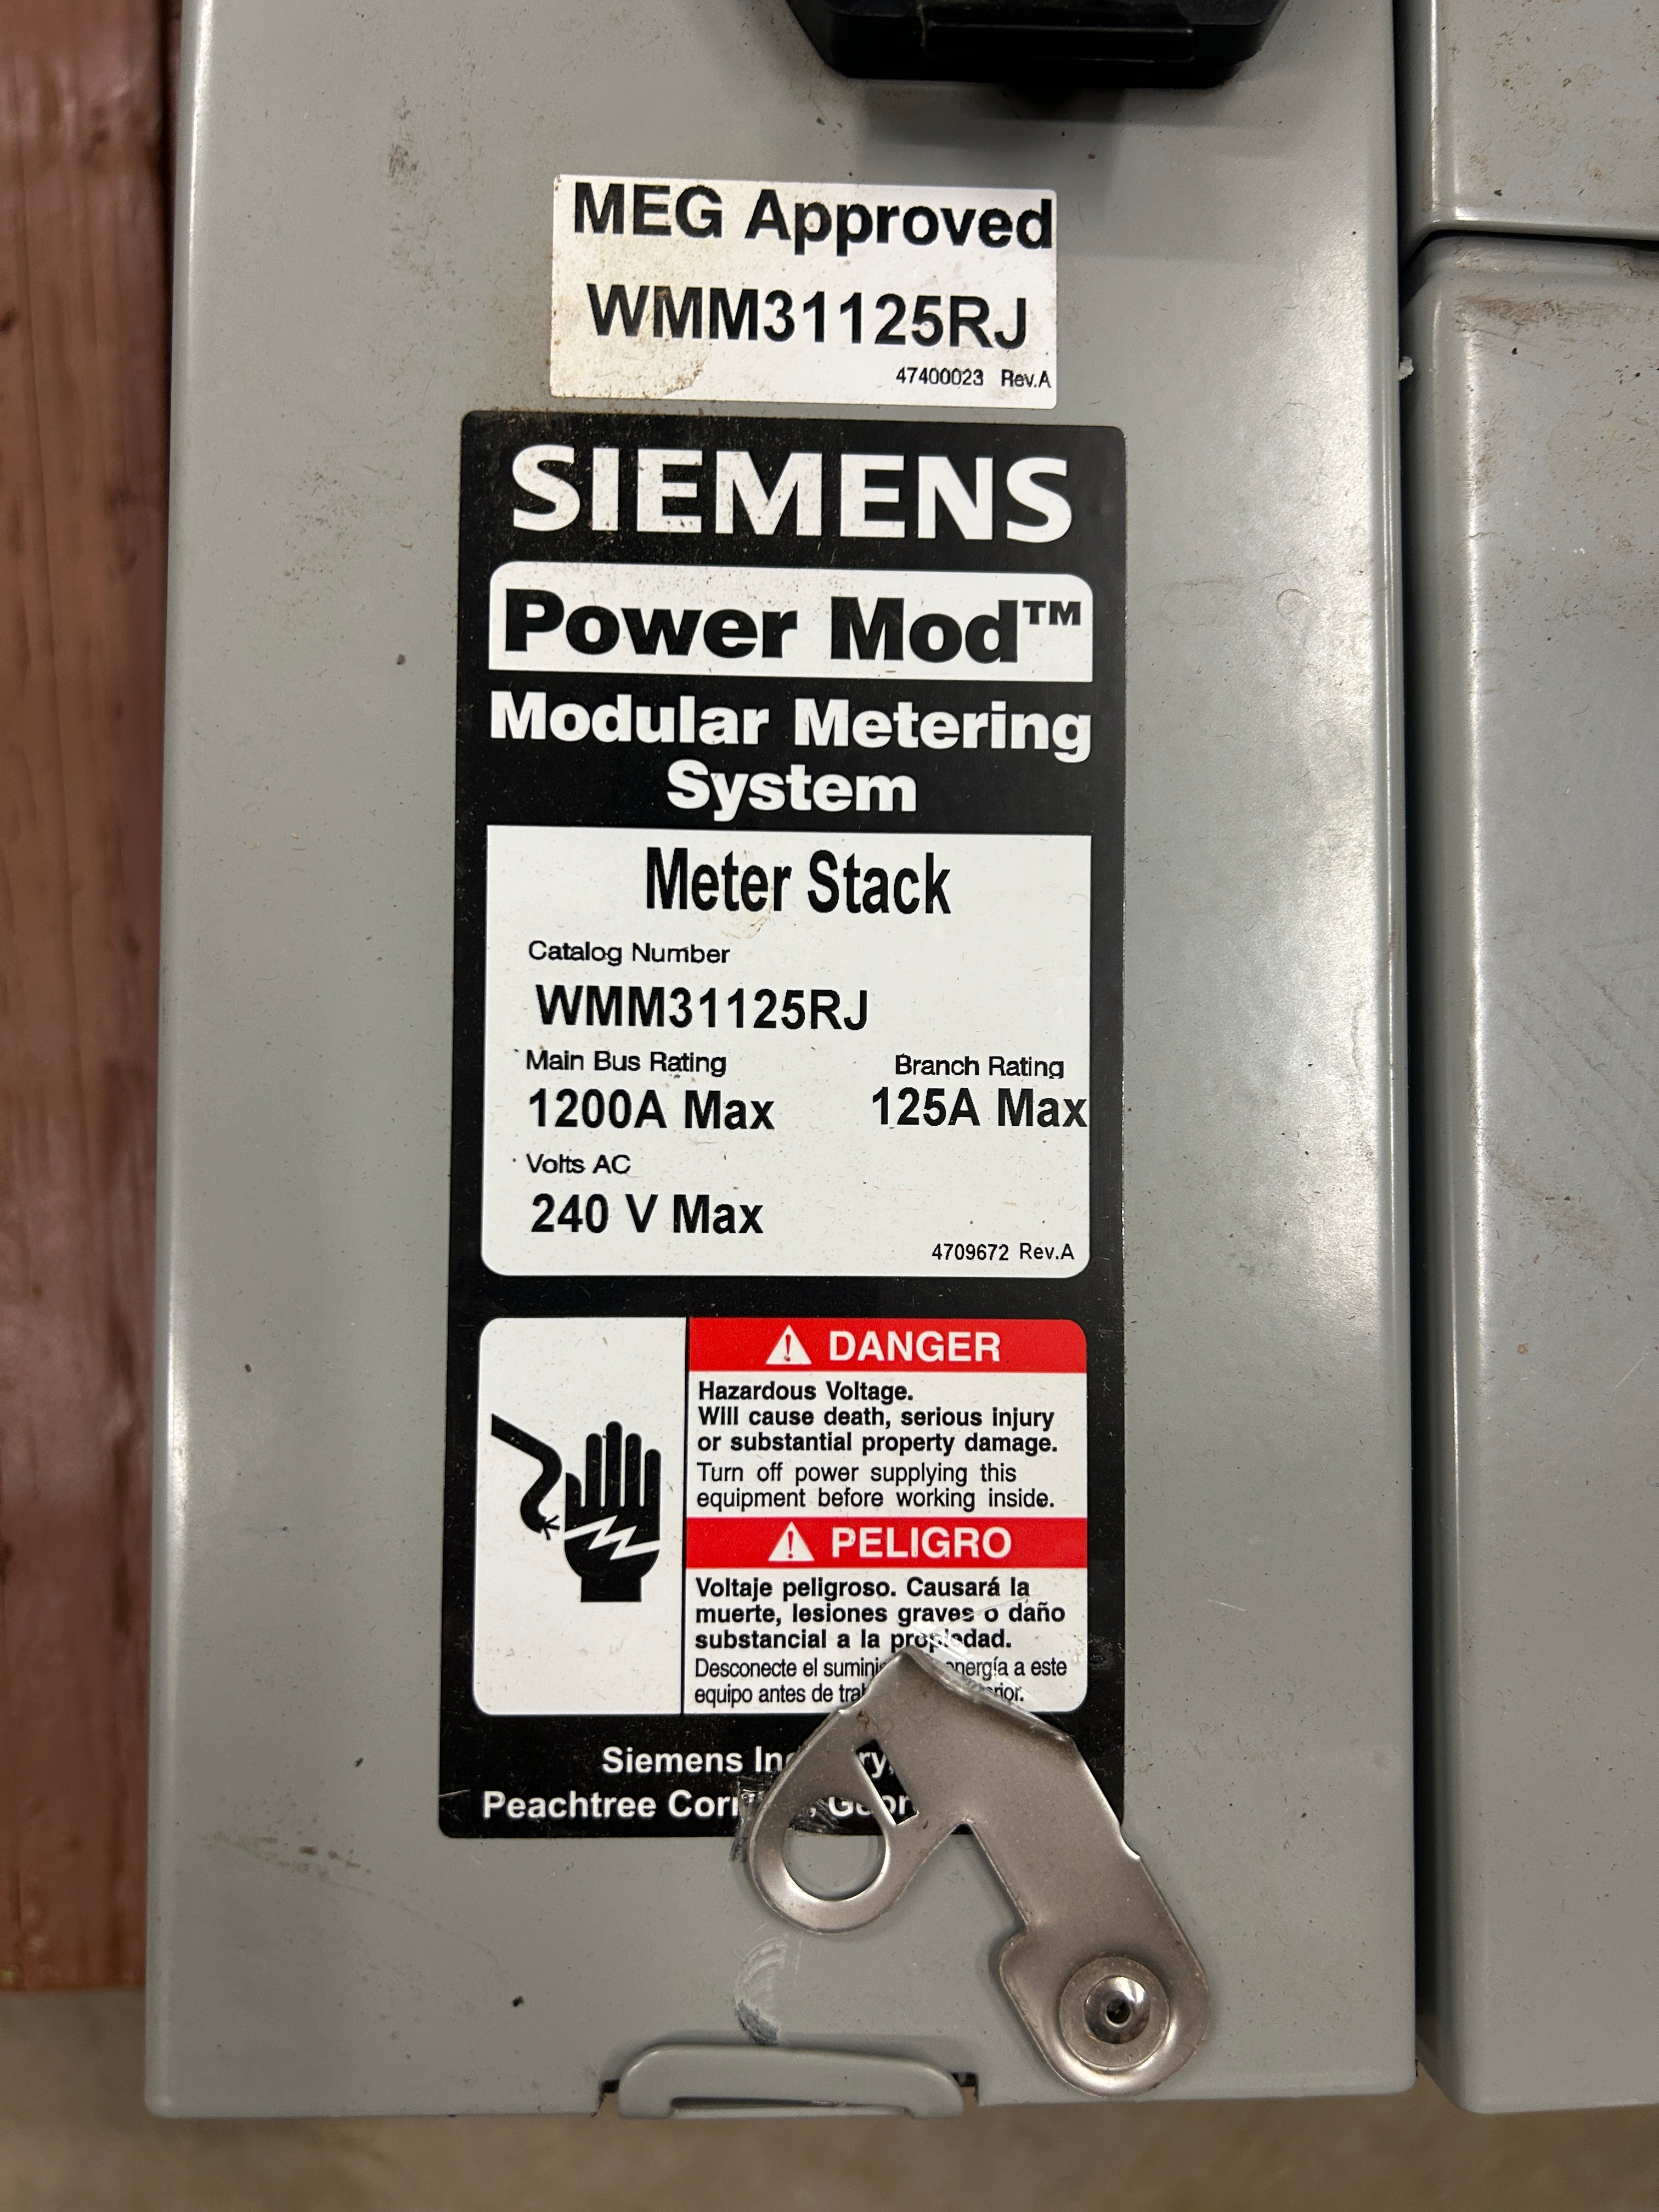 MEG Approved
WMM31125RJ
47400023 Rev.A
SIEMENS
Power Mod™
Modular Metering
System
Meter Stack
Catalog Number
WMM31125RJ
Main Bus Rating Branch Rating
1200A Max 125A Max
Volts AC
240 V Max
4709672 Rev.A
DANGER
Hazardous Voltage.
Will cause death, serious injury
or substantial property damage.
Turn off power supplying this
equipment before working inside.
PELIGRO
Voltaje peligroso. Causará la
muerte, lesiones graves o daño
substancial a la propiedad.
Desconecte el energía a este
equipo antes de
Siemens
Peachtree